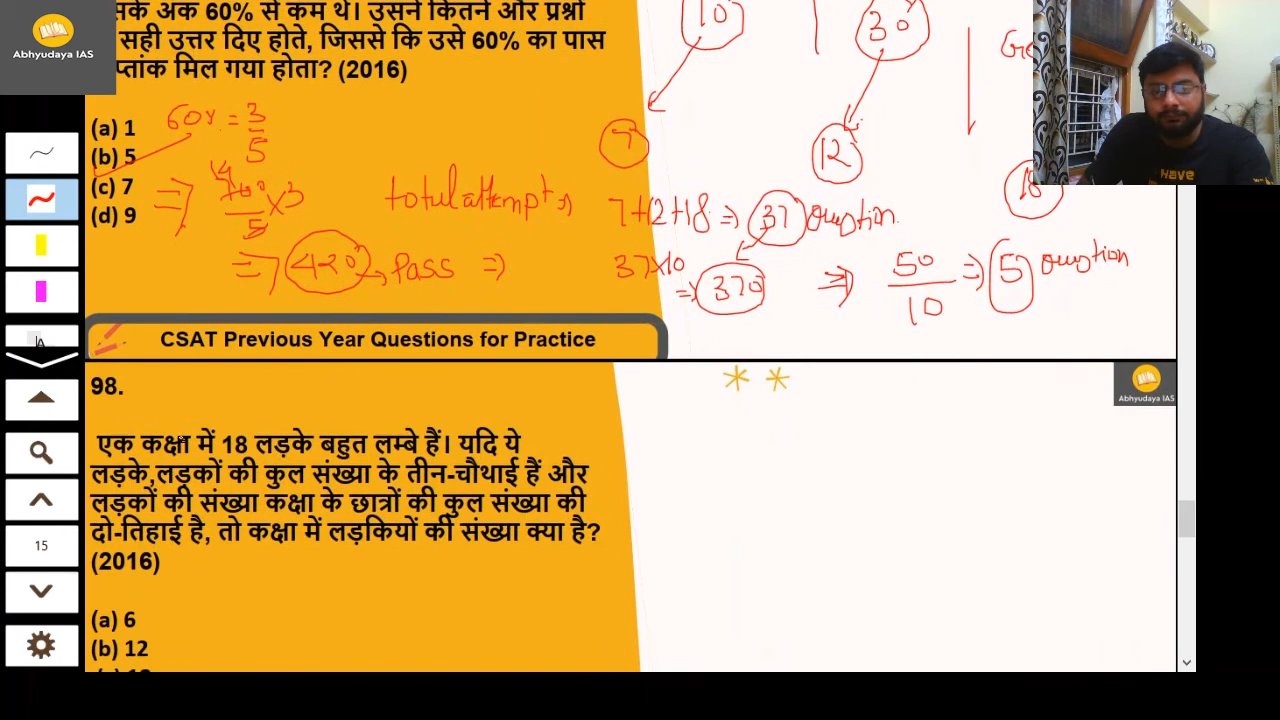 Abhyudaya IAS
सके अंक 60% से कम थे। उसने कितने और प्रश्नों
सही उत्तर दिए होते, जिससे कि उसे 60% का पास
प्तांक मिल गया होता? (2016)
(a) 1
(b) 5
(c) 7
(d) 9
60% = 3/5
5
total attempt ⇒ 7+12+18 ⇒ 37 question
⇒ 420 → Pass ⇒ 37×10
⇒ 370 ⇒ 50/10 ⇒ 5 question
10
30
7
12
18
CSAT Previous Year Questions for Practice
98.
* *
Abhyudaya IAS
एक कक्षा में 18 लड़के बहुत लम्बे हैं। यदि ये
लड़के,लड़कों की कुल संख्या के तीन-चौथाई हैं और
लड़कों की संख्या कक्षा के छात्रों की कुल संख्या की
दो-तिहाई है, तो कक्षा में लड़कियों की संख्या क्या है?
(2016)
(a) 6
(b) 12
15
HAVE